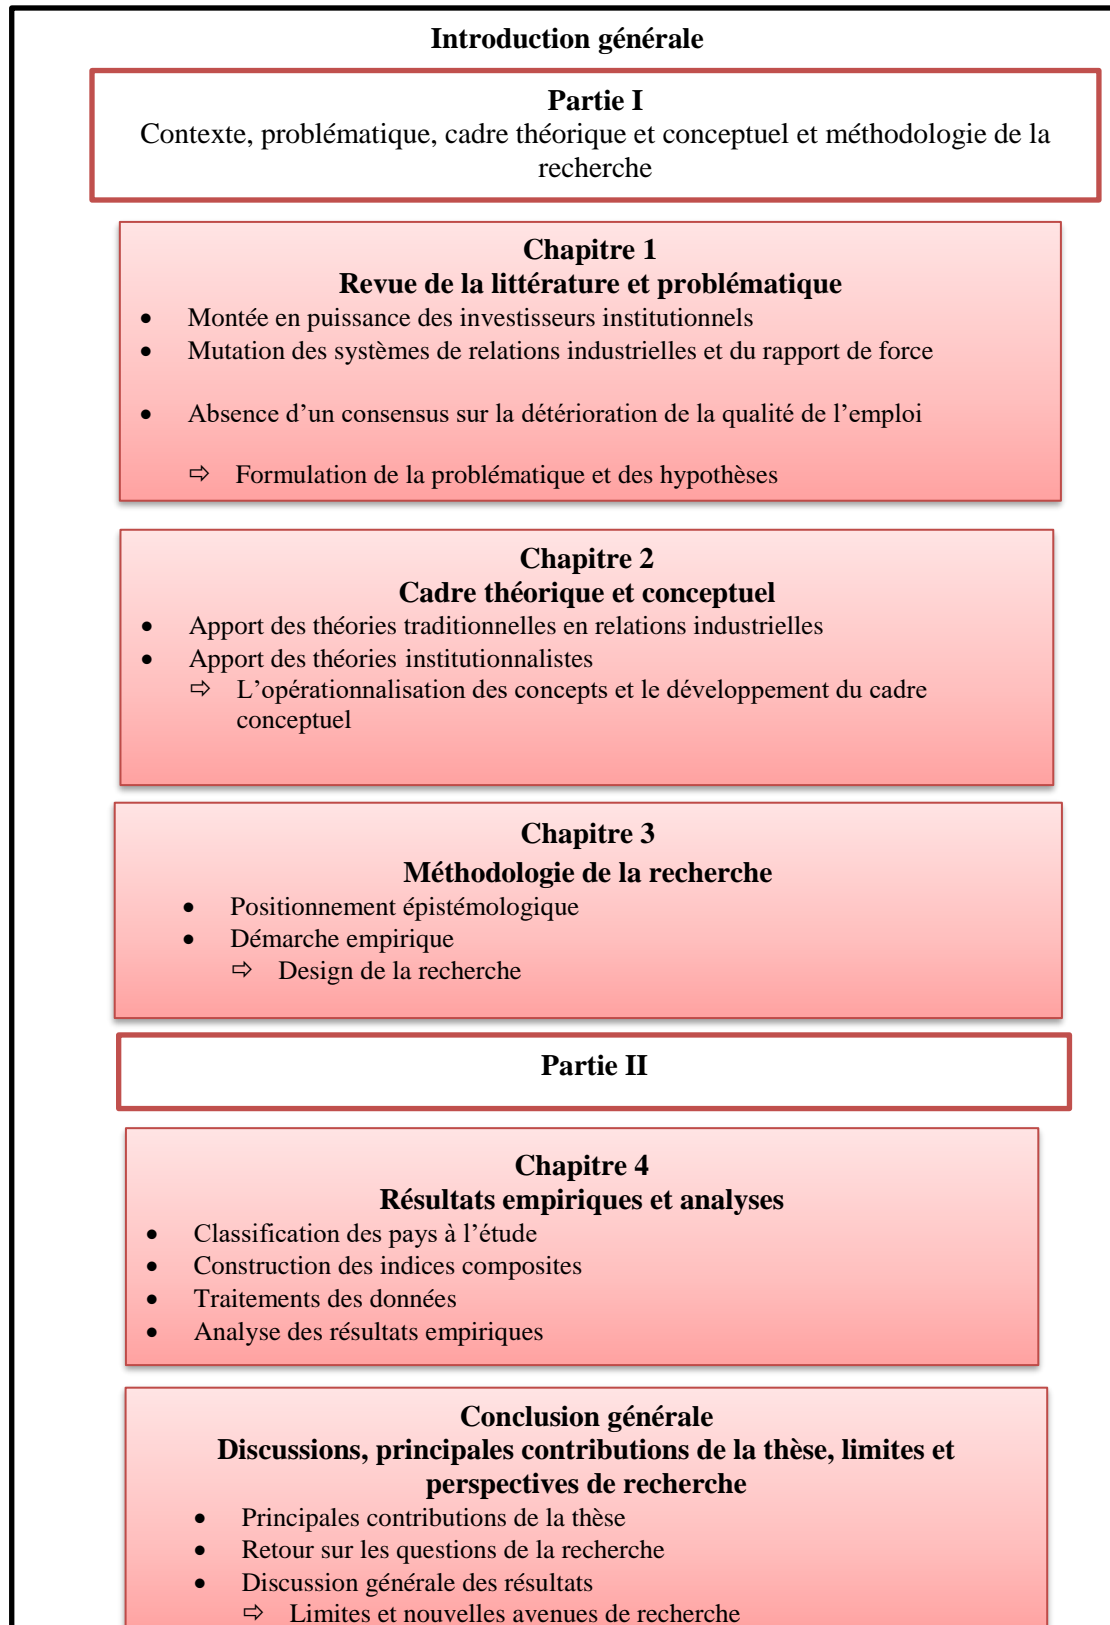 Introduction générale
Partie I
Contexte, problématique, cadre théorique et conceptuel et méthodologie de la
recherche
Chapitre 1
Revue de la littérature et problématique
• Montée en puissance des investisseurs institutionnels
• Mutation des systèmes de relations industrielles et du rapport de force
• Absence d’un consensus sur la détérioration de la qualité de l’emploi
⇨ Formulation de la problématique et des hypothèses
Chapitre 2
Cadre théorique et conceptuel
• Apport des théories traditionnelles en relations industrielles
• Apport des théories institutionnalistes
⇨ L’opérationnalisation des concepts et le développement du cadre
conceptuel
Chapitre 3
Méthodologie de la recherche
• Positionnement épistémologique
• Démarche empirique
⇨ Design de la recherche
Partie II
Chapitre 4
Résultats empiriques et analyses
• Classification des pays à l’étude
• Construction des indices composites
• Traitements des données
• Analyse des résultats empiriques
Conclusion générale
Discussions, principales contributions de la thèse, limites et
perspectives de recherche
• Principales contributions de la thèse
• Retour sur les questions de la recherche
• Discussion générale des résultats
⇨ Limites et nouvelles avenues de recherche